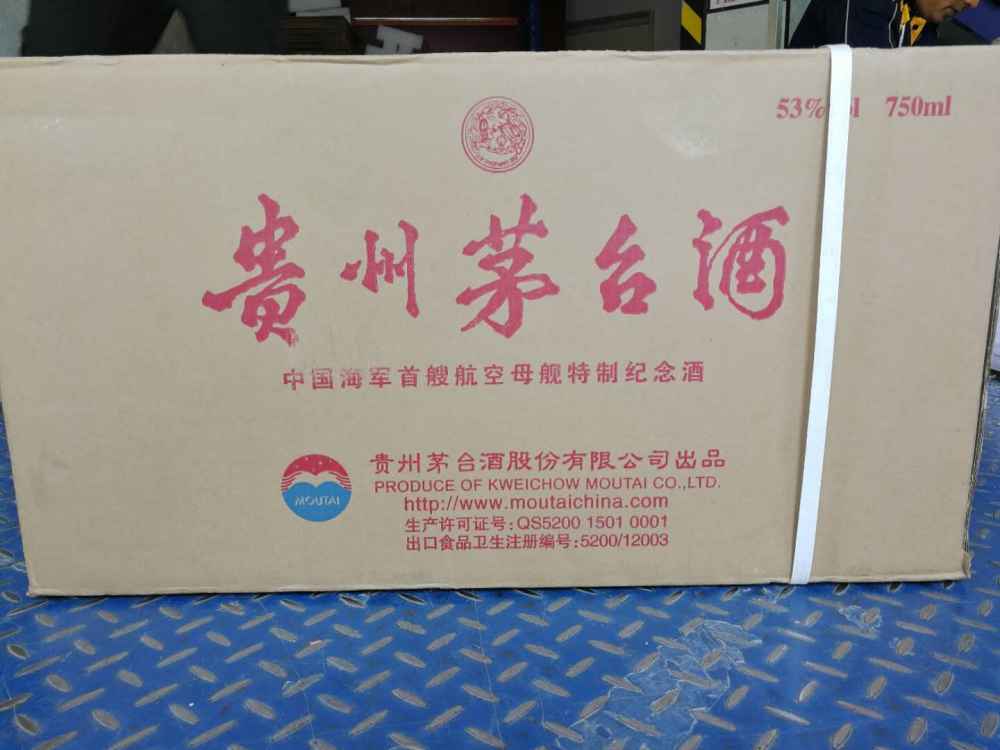 53% 750ml
贵州茅台酒
中国海军首艘航空母舰特制纪念酒
MOUTAI
贵州茅台酒股份有限公司出品
PRODUCE OF KWEICHOW MOUTAI CO.,LTD.
http://www.moutaichina.com
生产许可证号:QS5200 1501 0001
出口食品卫生注册编号:5200/12003